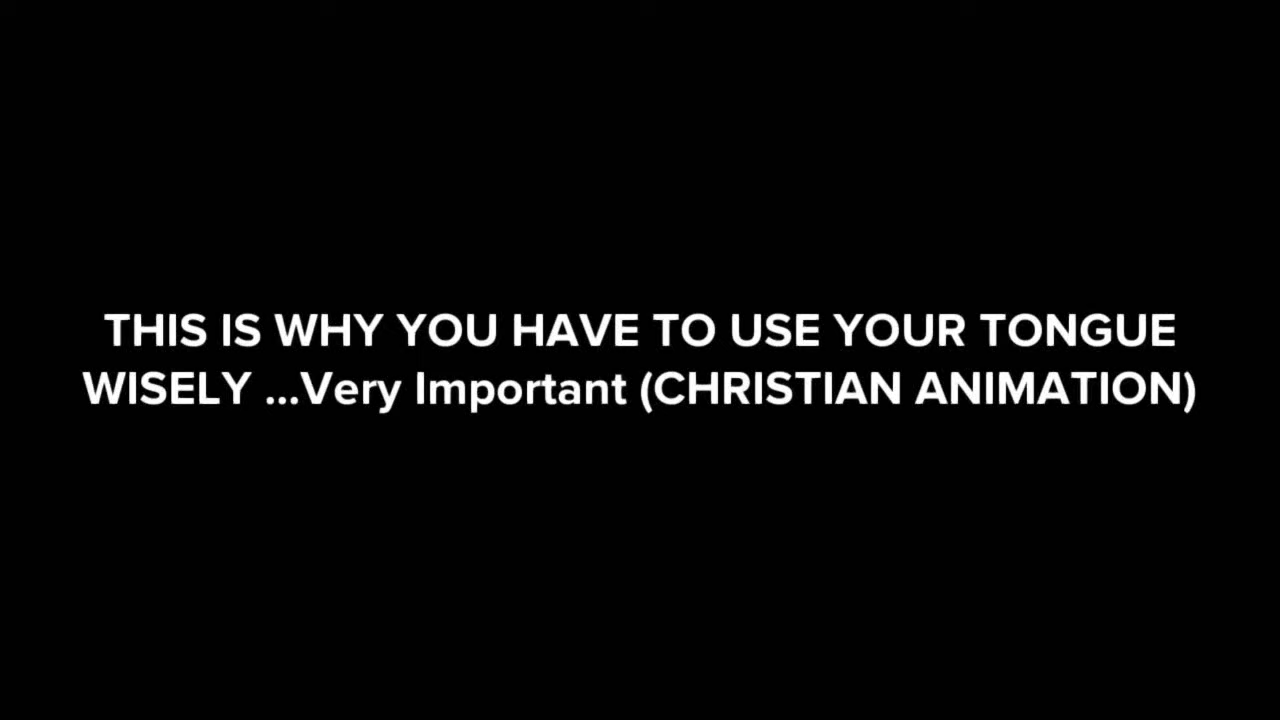 THIS IS WHY YOU HAVE TO USE YOUR TONGUE
WISELY ...Very Important (CHRISTIAN ANIMATION)